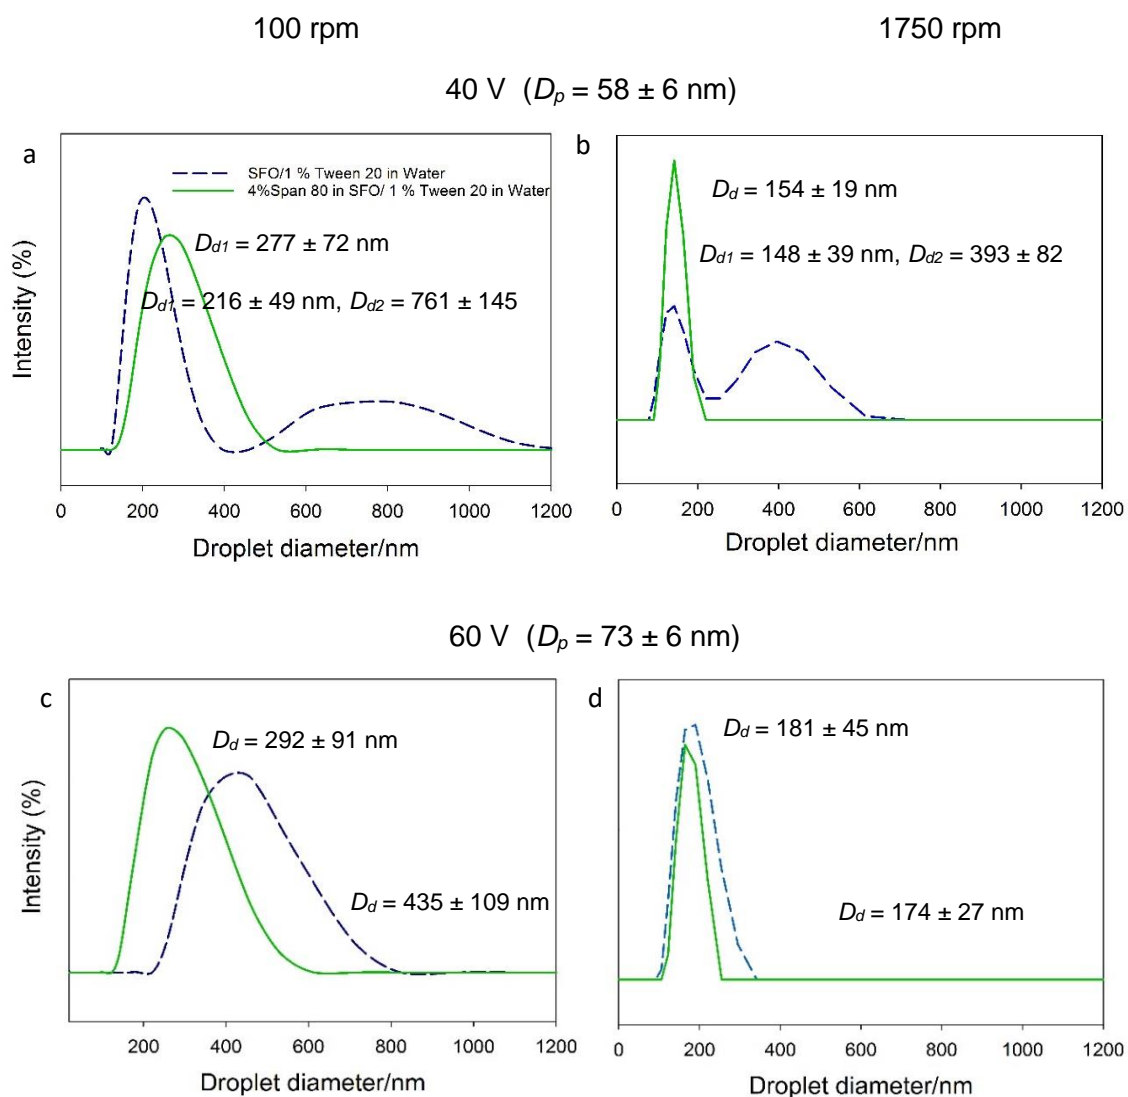 100 rpm
1750 rpm
40 V (Dp = 58 ± 6 nm)
a
SFO/1 % Tween 20 in Water
4%Span 80 in SFO/ 1 % Tween 20 in Water
Dd1 = 277 ± 72 nm
Dd1 = 216 ± 49 nm, Dd2 = 761 ± 145
Intensity (%)
0 200 400 600 800 1000 1200
Droplet diameter/nm
b
Dd = 154 ± 19 nm
Dd1 = 148 ± 39 nm, Dd2 = 393 ± 82
0 200 400 600 800 1000 1200
Droplet diameter/nm
60 V (Dp = 73 ± 6 nm)
c
Dd = 292 ± 91 nm
Dd = 435 ± 109 nm
Intensity (%)
200 400 600 800 1000 1200
Droplet diameter/nm
d
Dd = 181 ± 45 nm
Dd = 174 ± 27 nm
0 200 400 600 800 1000 1200
Droplet diameter/nm